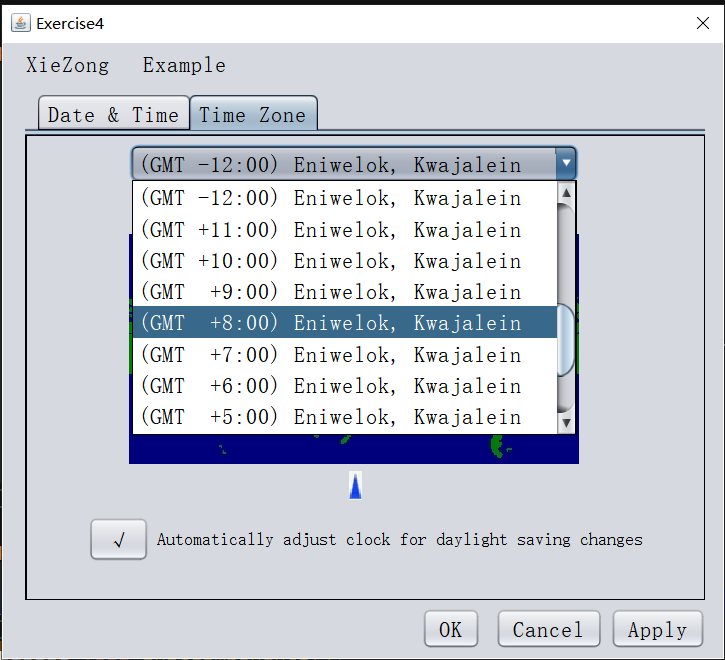 Exercise4
XieZong Example
Date & Time Time Zone
(GMT -12:00) Eniwelok, Kwajalein
(GMT -12:00) Eniwelok, Kwajalein
(GMT +11:00) Eniwelok, Kwajalein
(GMT +10:00) Eniwelok, Kwajalein
(GMT +9:00) Eniwelok, Kwajalein
(GMT +8:00) Eniwelok, Kwajalein
(GMT +7:00) Eniwelok, Kwajalein
(GMT +6:00) Eniwelok, Kwajalein
(GMT +5:00) Eniwelok, Kwajalein
√ Automatically adjust clock for daylight saving changes
OK Cancel Apply